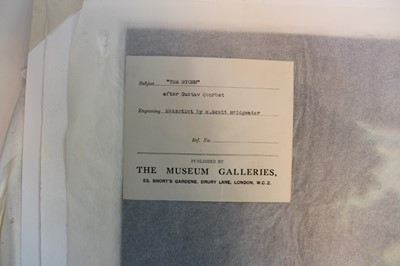 Subject "THE STORM"
after Gustav Courbet
Engraving Mezzotint by H.Scott Bridgwater
Ref. No.
PUBLISHED BY
THE MUSEUM GALLERIES,
53, SHORT'S GARDENS, DRURY LANE, LONDON, W.C.2.